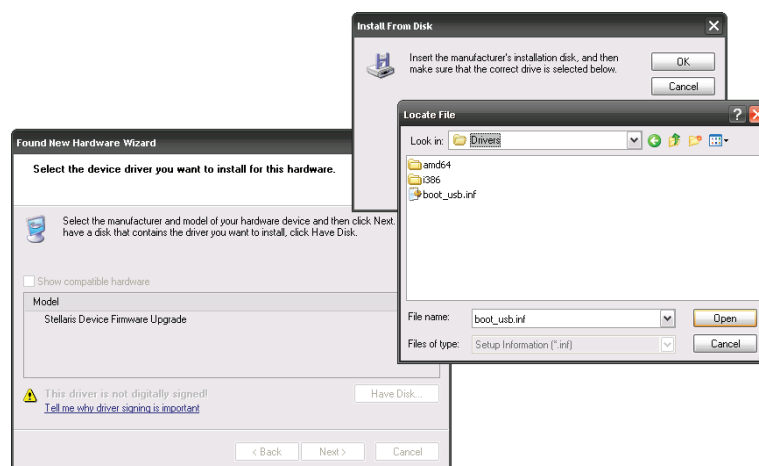 Install From Disk
Insert the manufacturer's installation disk, and then
make sure that the correct drive is selected below.
OK
Cancel
Locate File
Look in: Drivers
amd64
i386
boot_usb.inf
File name: boot_usb.inf Open
Files of type: Setup Information (*.inf) Cancel
Found New Hardware Wizard
Select the device driver you want to install for this hardware.
Select the manufacturer and model of your hardware device and then click Next.
have a disk that contains the driver you want to install, click Have Disk.
Show compatible hardware
Model
Stellaris Device Firmware Upgrade
This driver is not digitally signed! Have Disk...
Tell me why driver signing is important
< Back Next > Cancel